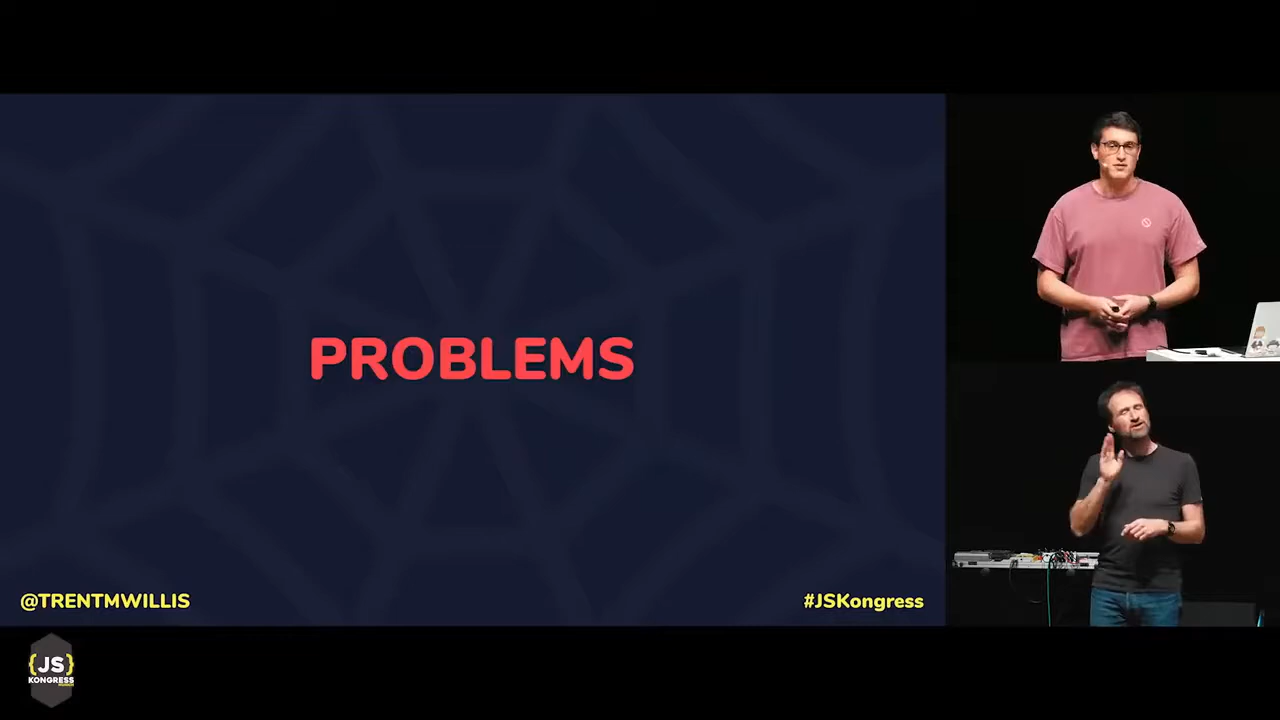 PROBLEMS
@TRENTMWILLIS
#JSKongress
{JS}
KONGRESS